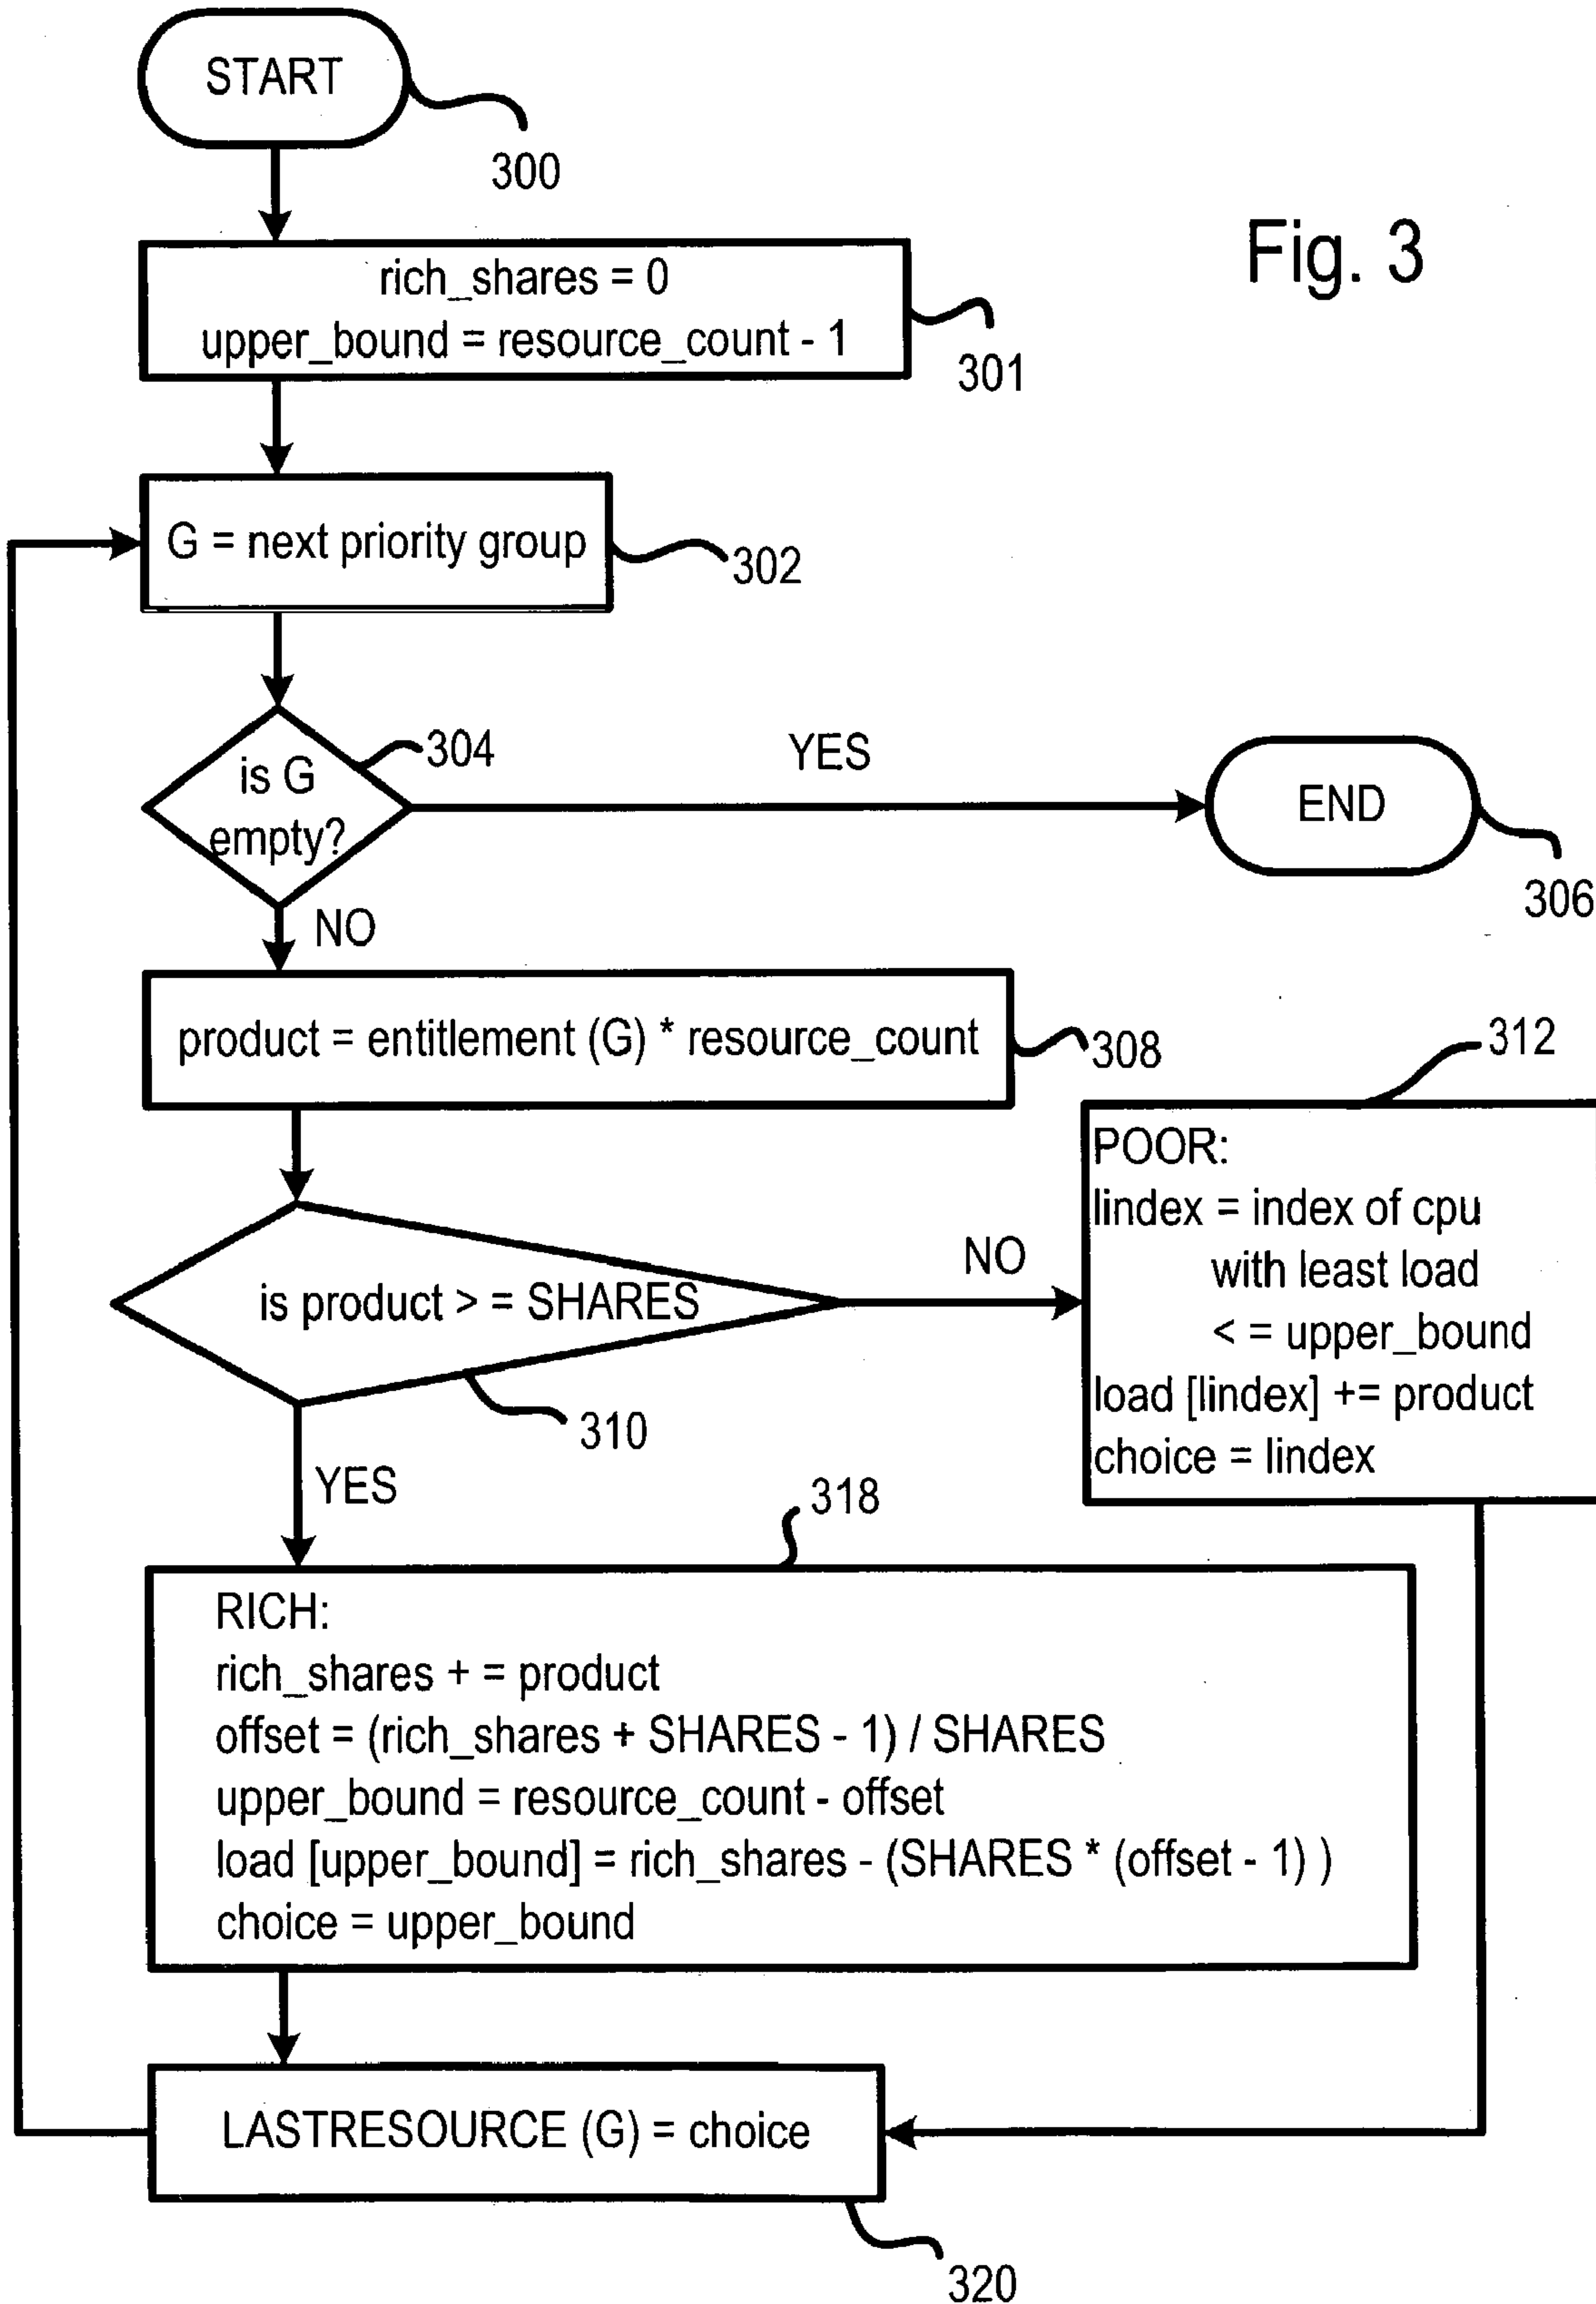 START
300
Fig. 3
rich_shares = 0
upper_bound = resource_count - 1
301
G = next priority group
302
304
is G
empty?
YES
END
306
NO
product = entitlement (G) * resource_count
308
312
POOR:
lindex = index of cpu
with least load
< = upper_bound
load [lindex] += product
choice = lindex
is product > = SHARES
NO
310
YES
318
RICH:
rich_shares + = product
offset = (rich_shares + SHARES - 1) / SHARES
upper_bound = resource_count - offset
load [upper_bound] = rich_shares - (SHARES * (offset - 1) )
choice = upper_bound
LASTRESOURCE (G) = choice
320